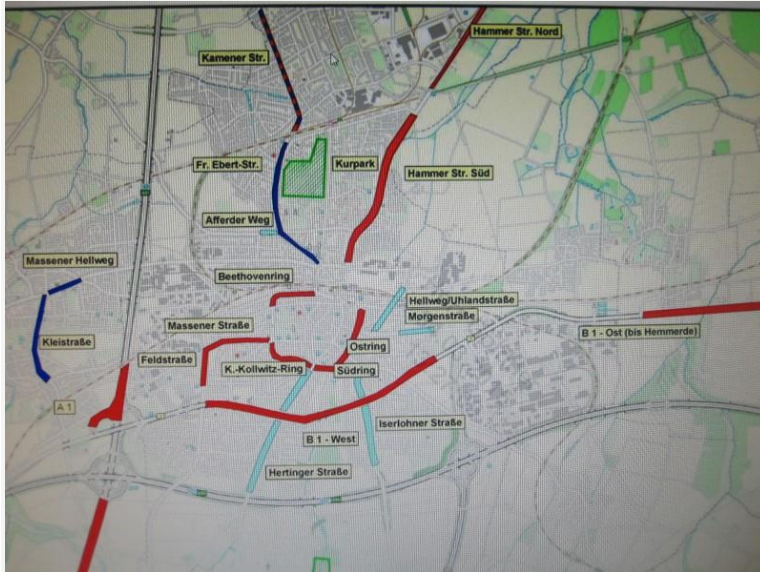 Hammer Str. Nord
Kamener Str.
Fr. Ebert-Str.
Kurpark
Hammer Str. Süd
Afferder Weg
Massener Hellweg
Beethovenring
Hellweg/Uhlandstraße
Morgenstraße
Massener Straße
B 1 - Ost (bis Hemmerde)
Kleistraße
Ostring
Feldstraße
K.-Kollwitz-Ring
Südring
A 1
Iserlohner Straße
B 1 - West
Hertinger Straße